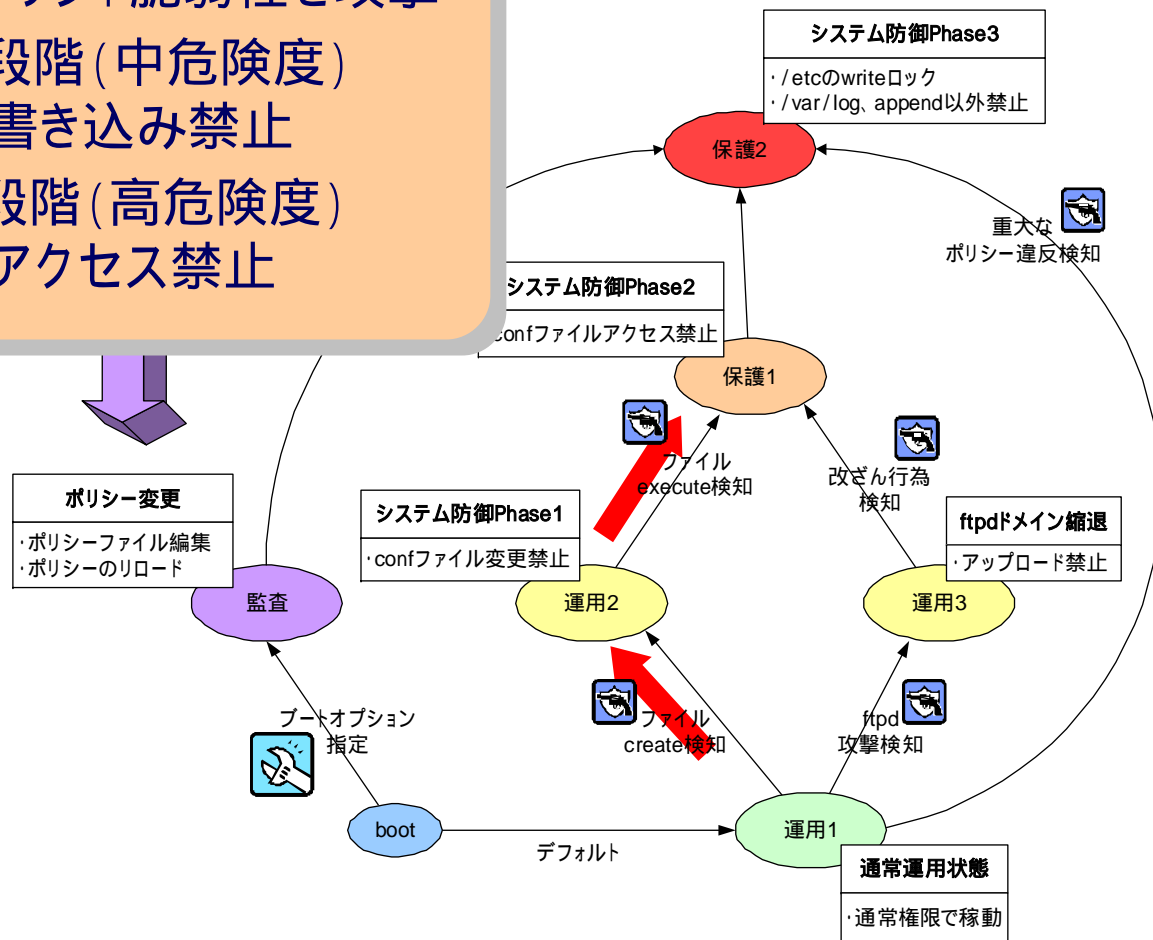 段階(中危険度)
書き込み禁止
段階(高危険度)
アクセス禁止
システム防御Phase3
・/etcのwriteロック
・/var/log、append以外禁止
保護2
重大な
ポリシー違反検知
システム防御Phase2
confファイルアクセス禁止
保護1
ファイル
execute検知
改ざん行為
検知
ポリシー変更
・ポリシーファイル編集
・ポリシーのリロード
システム防御Phase1
・confファイル変更禁止
ftpdドメイン縮退
・アップロード禁止
監査
運用2
運用3
ブートオプション
指定
ファイル
create検知
ftpd
攻撃検知
boot
デフォルト
運用1
通常運用状態
・通常権限で稼動